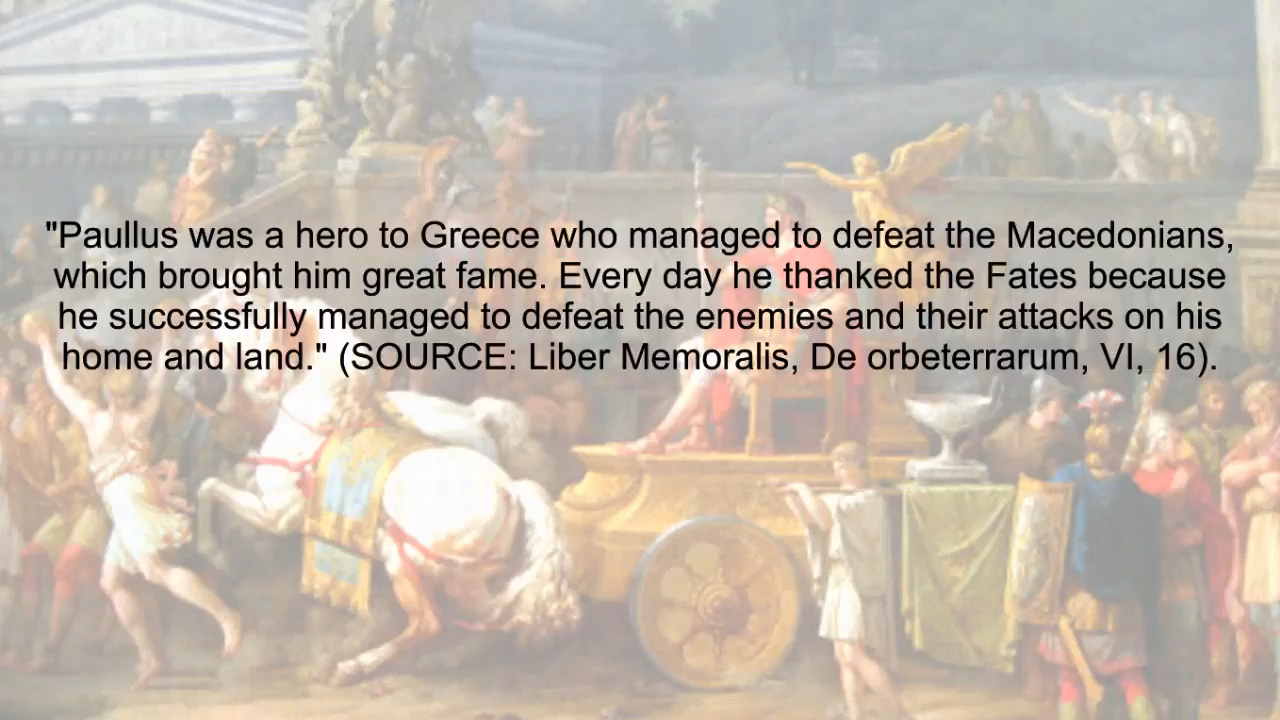 "Paullus was a hero to Greece who managed to defeat the Macedonians,
which brought him great fame. Every day he thanked the Fates because
he successfully managed to defeat the enemies and their attacks on his
home and land." (SOURCE: Liber Memoralis, De orbeterrarum, VI, 16).